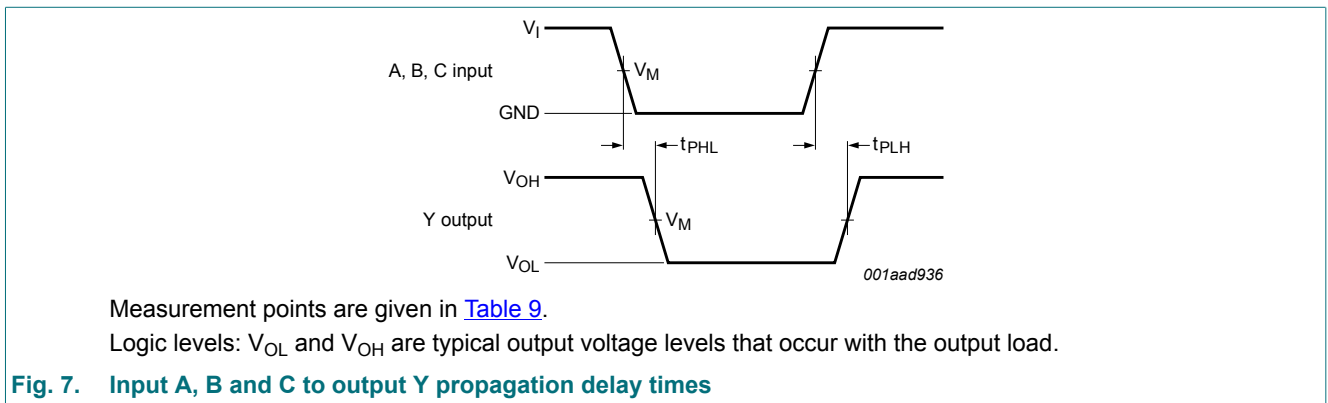 V_I
A, B, C input
V_M
GND
t_PHL
t_PLH
V_OH
Y output
V_M
V_OL
001aad936
Measurement points are given in Table 9.
Logic levels: V_OL and V_OH are typical output voltage levels that occur with the output load.
Fig. 7. Input A, B and C to output Y propagation delay times